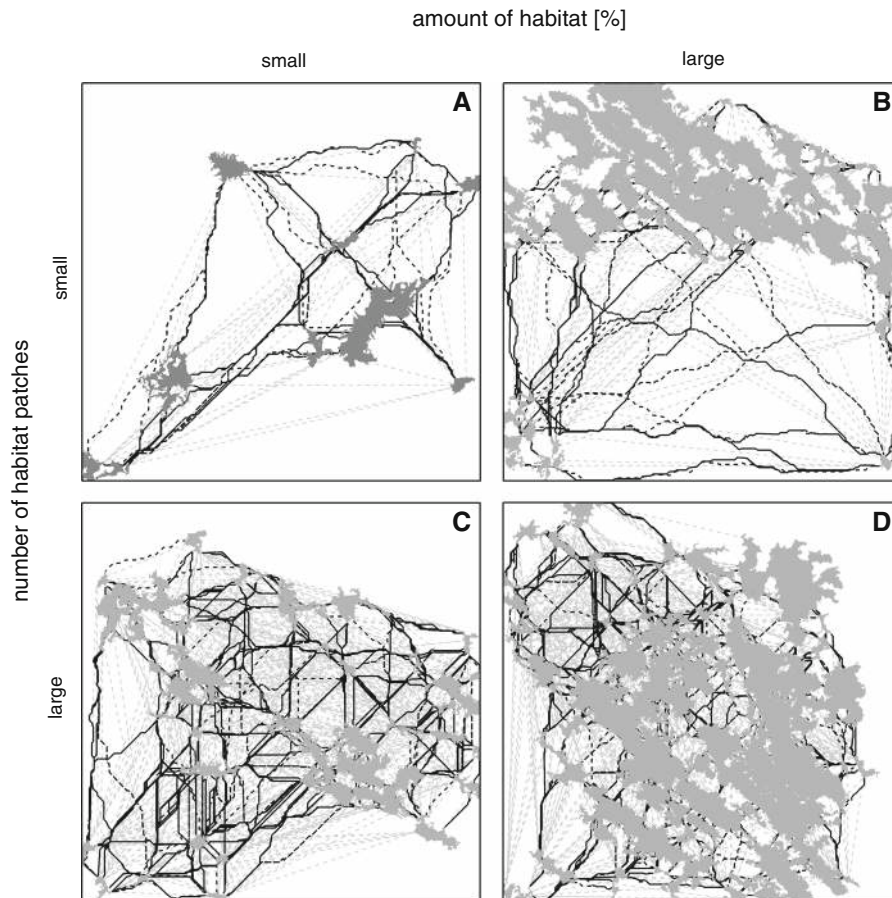 amount of habitat [%]
small
large
A
B
small
number of habitat patches
C
D
large